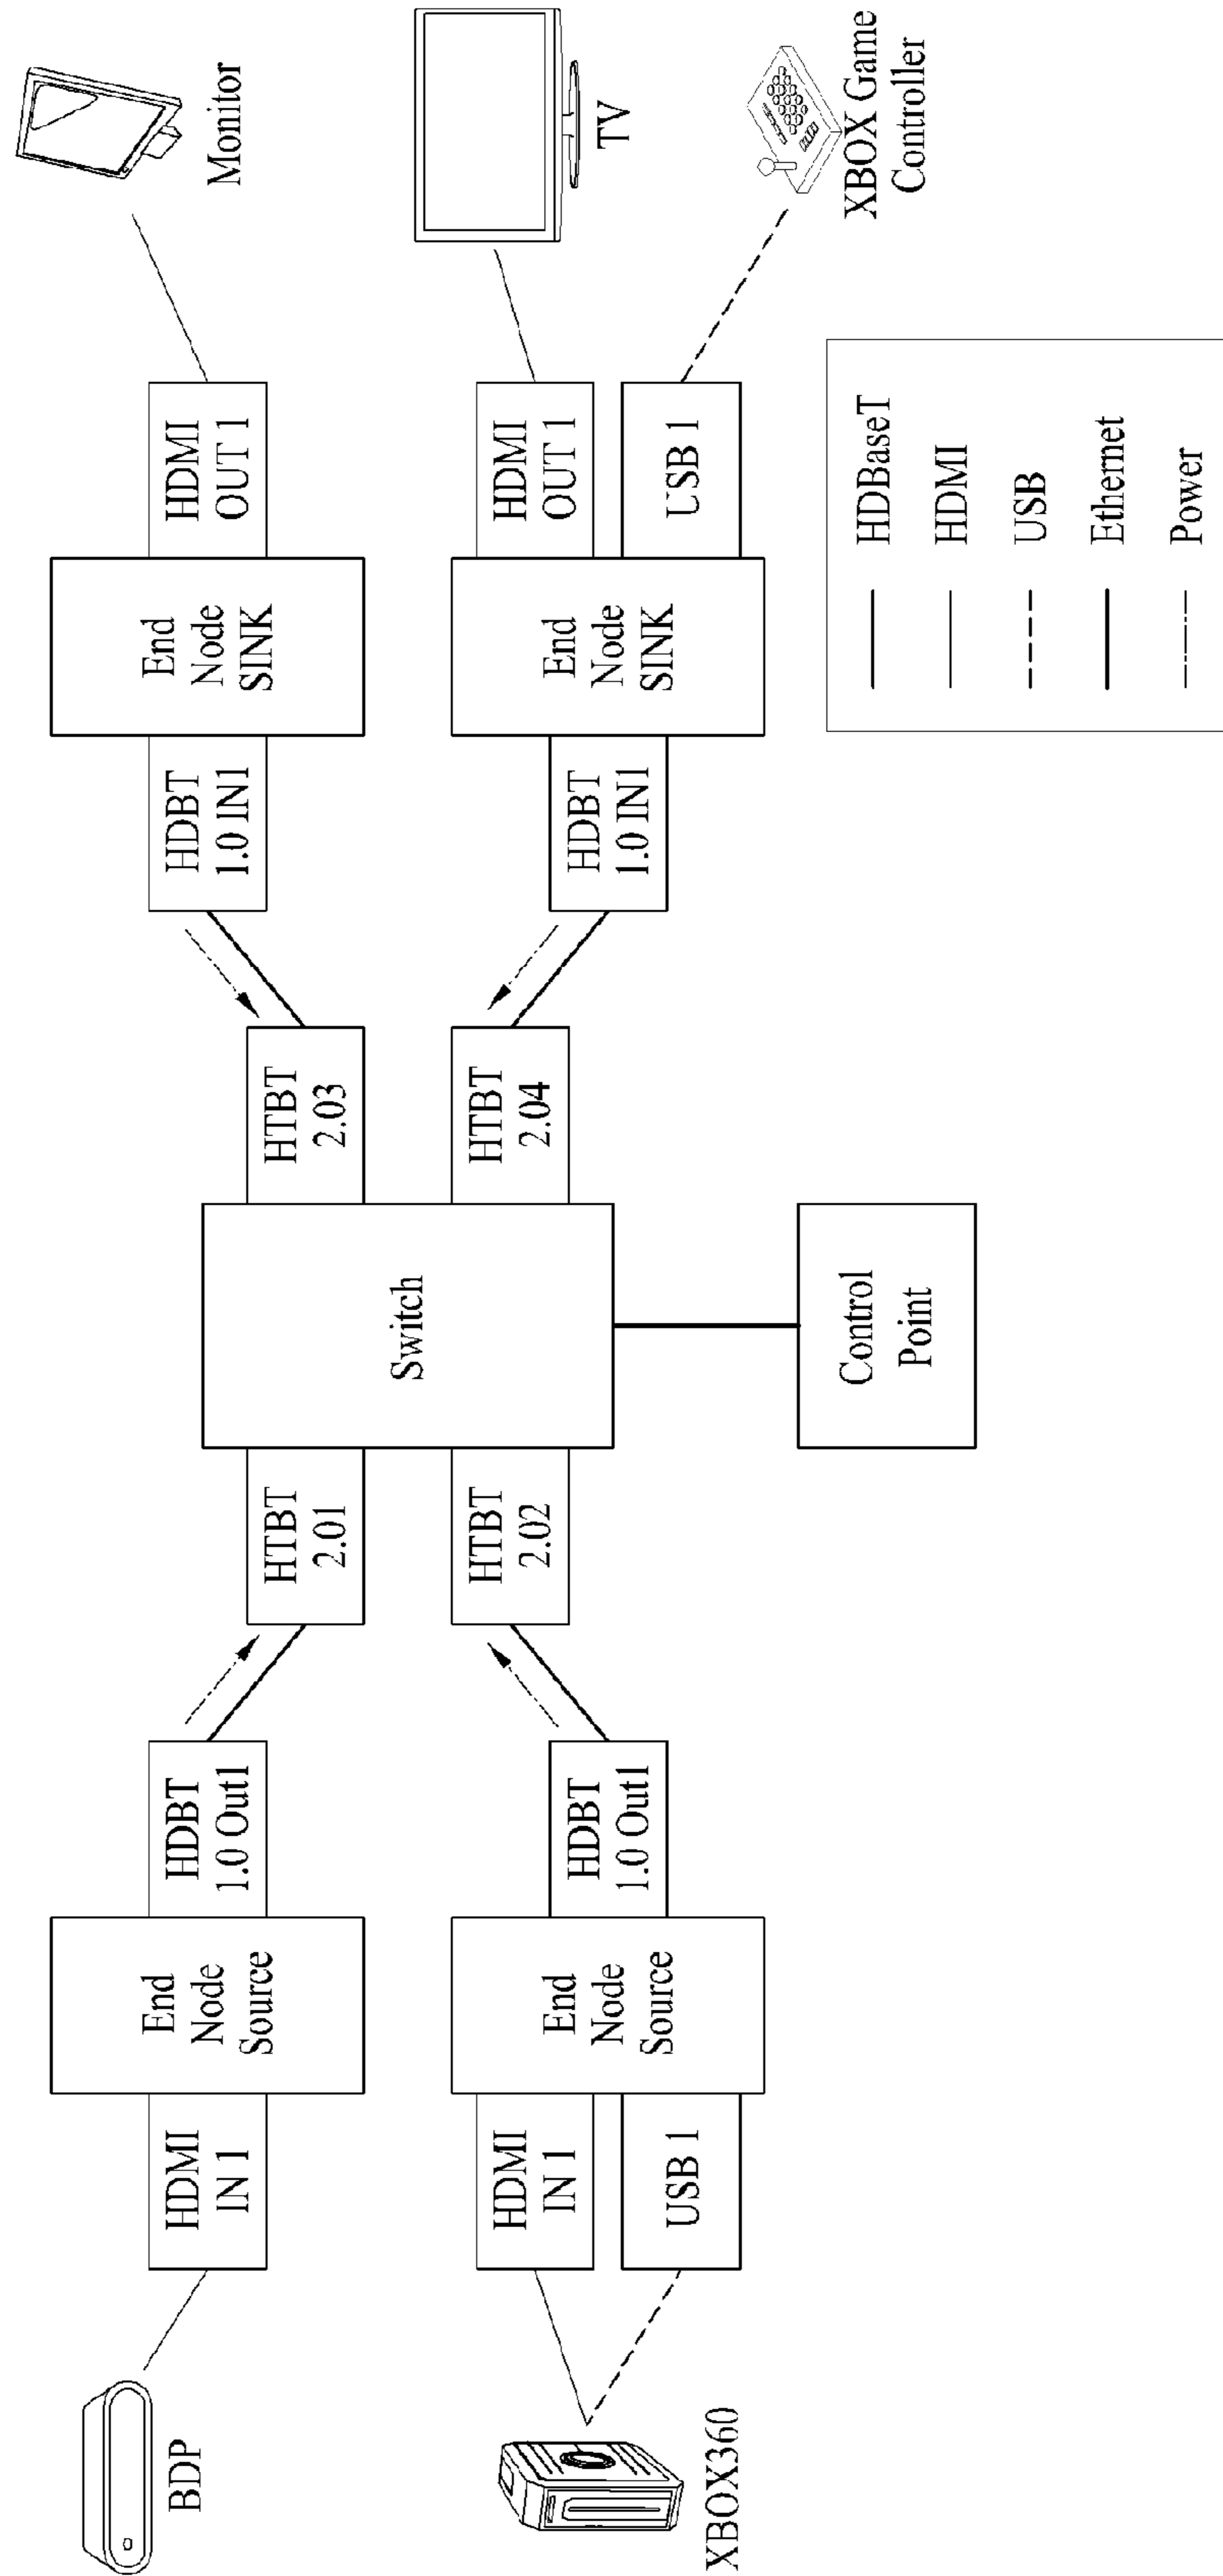 BDP
HDMI
IN 1
End
Node
Source
HDBT
1.0 Out1
HTBT
2.01
Switch
HTBT
2.03
HDBT
1.0 IN1
End
Node
SINK
HDMI
OUT 1
Monitor
XBOX360
HDMI
IN 1
USB 1
End
Node
Source
HDBT
1.0 Out1
HTBT
2.02
HTBT
2.04
HDBT
1.0 IN1
End
Node
SINK
HDMI
OUT 1
USB 1
TV
XBOX Game
Controller
Control
Point
HDBaseT
HDMI
USB
Ethernet
Power